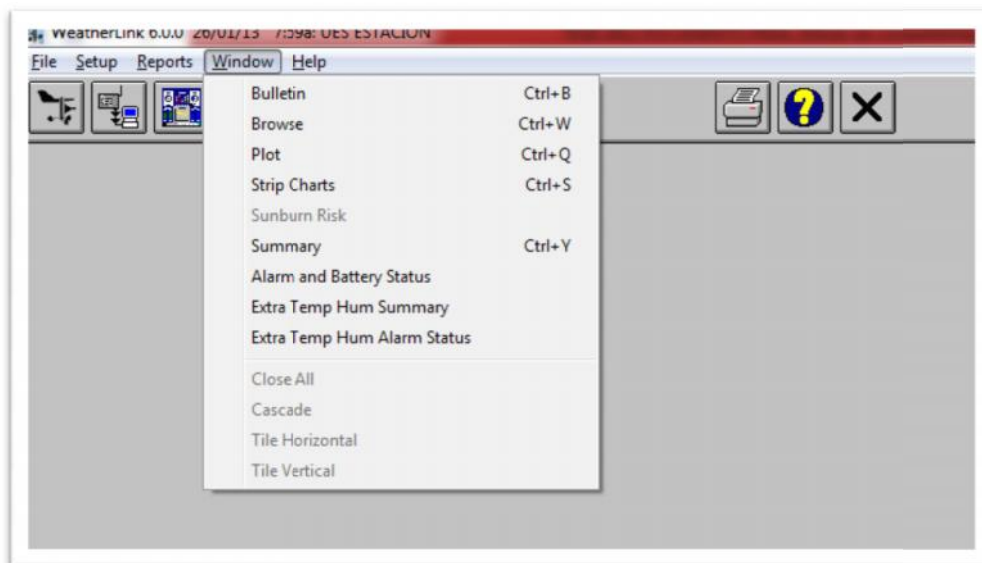 WeatherLink 6.0.0 26/01/13 7:59a: UES ESTACION
File Setup Reports Window Help
Bulletin Ctrl+B
Browse Ctrl+W
Plot Ctrl+Q
Strip Charts Ctrl+S
Sunburn Risk
Summary Ctrl+Y
Alarm and Battery Status
Extra Temp Hum Summary
Extra Temp Hum Alarm Status
Close All
Cascade
Tile Horizontal
Tile Vertical